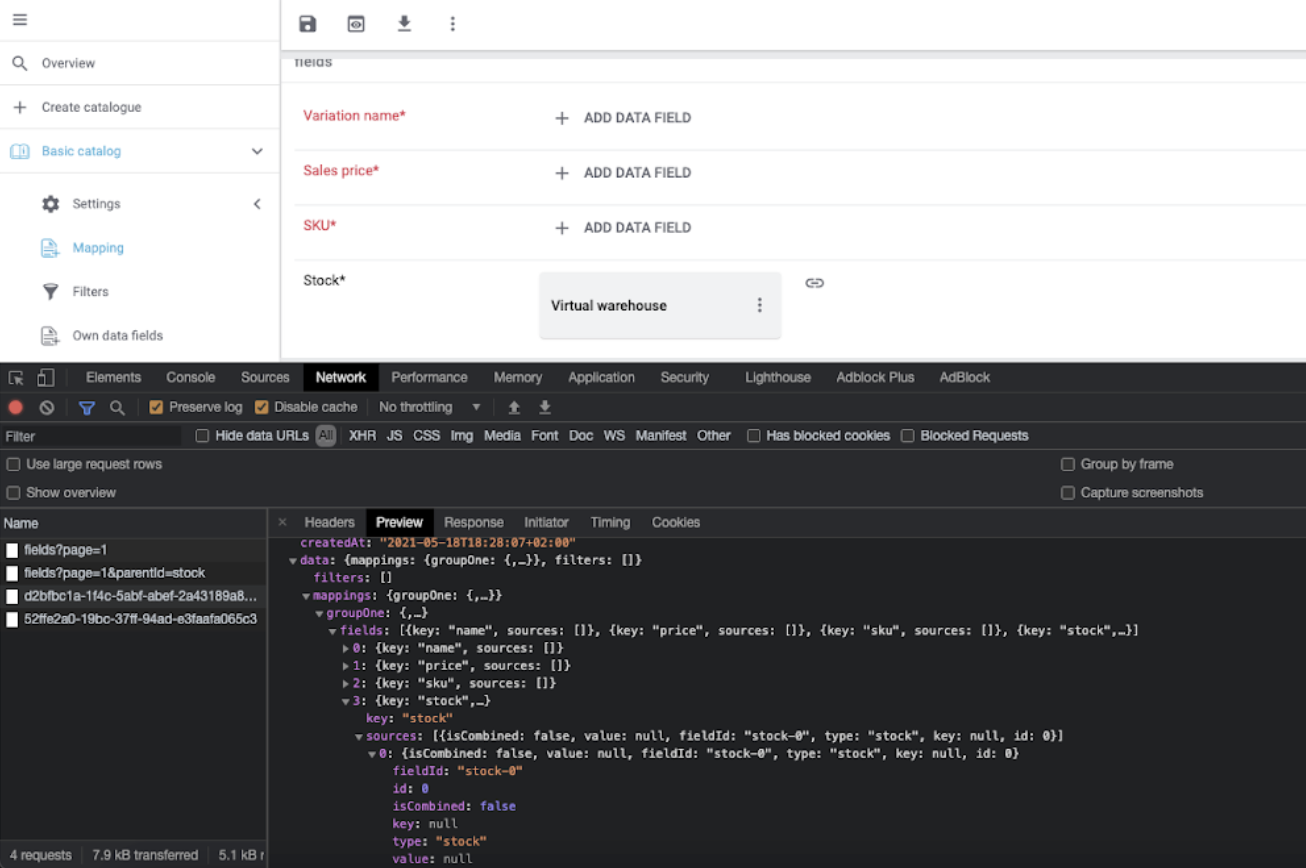 Overview
Create catalogue
Basic catalog
Settings
Mapping
Filters
Own data fields
fields
Variation name* ADD DATA FIELD
Sales price* ADD DATA FIELD
SKU* ADD DATA FIELD
Stock* Virtual warehouse
Elements Console Sources Network Performance Memory Application Security Lighthouse Adblock Plus AdBlock
Preserve log Disable cache No throttling
Filter Hide data URLs All XHR JS CSS Img Media Font Doc WS Manifest Other Has blocked cookies Blocked Requests
Use large request rows Group by frame
Show overview Capture screenshots
Name
fields?page=1
fields?page=1&parentId=stock
d2bfbc1a-1f4c-5abf-abef-2a43189a8...
52ffe2a0-19bc-37ff-94ad-e3faafa065c3
4 requests 7.9 kB transferred 5.1 kB r
× Headers Preview Response Initiator Timing Cookies
createdAt: "2021-05-18T18:28:07+02:00"
data: {mappings: {groupOne: {,…}}, filters: []}
filters: []
mappings: {groupOne: {,…}}
groupOne: {,…}
fields: [{key: "name", sources: []}, {key: "price", sources: []}, {key: "sku", sources: []}, {key: "stock",…}]
0: {key: "name", sources: []}
1: {key: "price", sources: []}
2: {key: "sku", sources: []}
3: {key: "stock",…}
key: "stock"
sources: [{isCombined: false, value: null, fieldId: "stock-0", type: "stock", key: null, id: 0}]
0: {isCombined: false, value: null, fieldId: "stock-0", type: "stock", key: null, id: 0}
fieldId: "stock-0"
id: 0
isCombined: false
key: null
type: "stock"
value: null